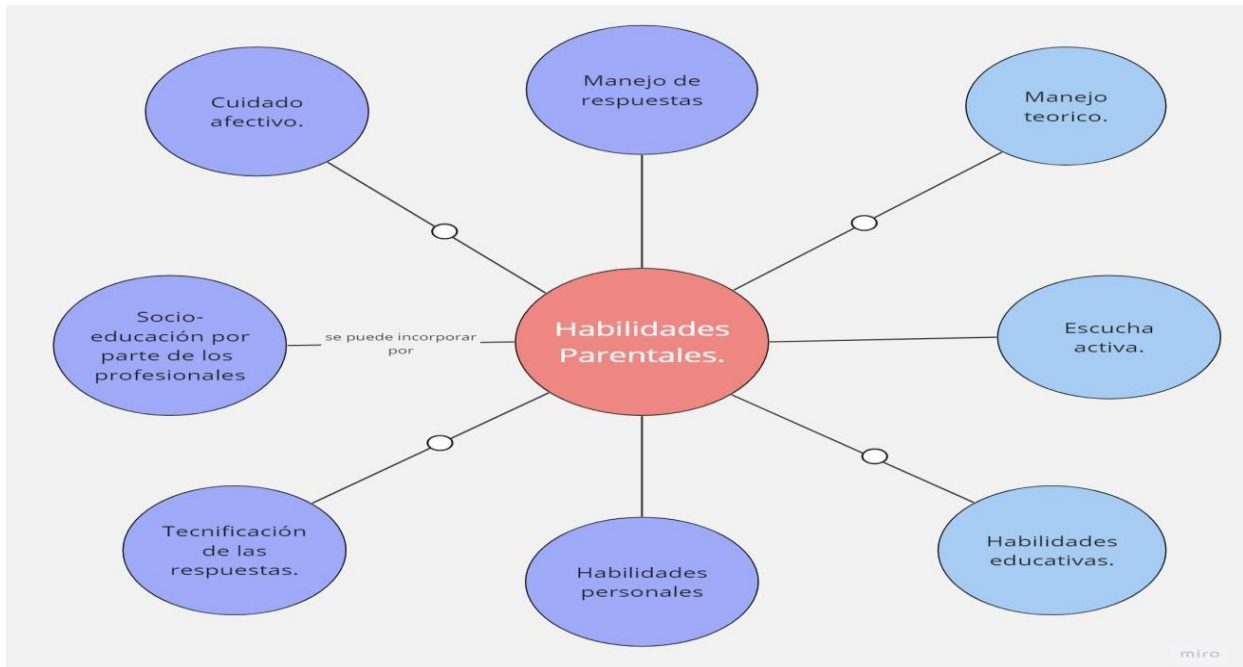 Cuidado
afectivo.
Manejo de
respuestas
Manejo
teorico.
Socio-
educación por
parte de los
profesionales
se puede incorporar
por
Habilidades
Parentales.
Escucha
activa.
Tecnificación
de las
respuestas.
Habilidades
personales
Habilidades
educativas.
miro